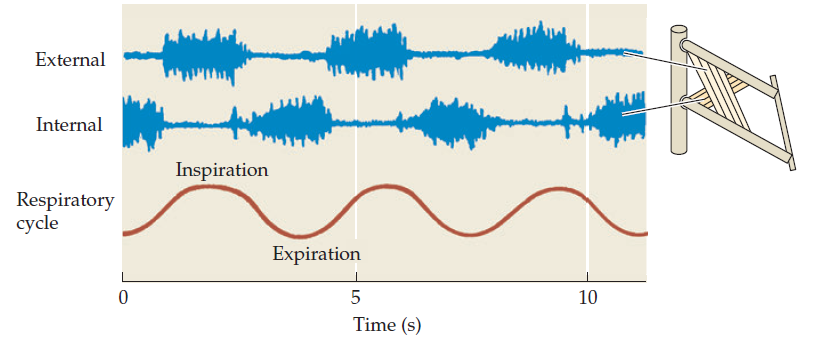 External
Internal
Inspiration
Respiratory
cycle
Expiration
0
5
10
Time (s)